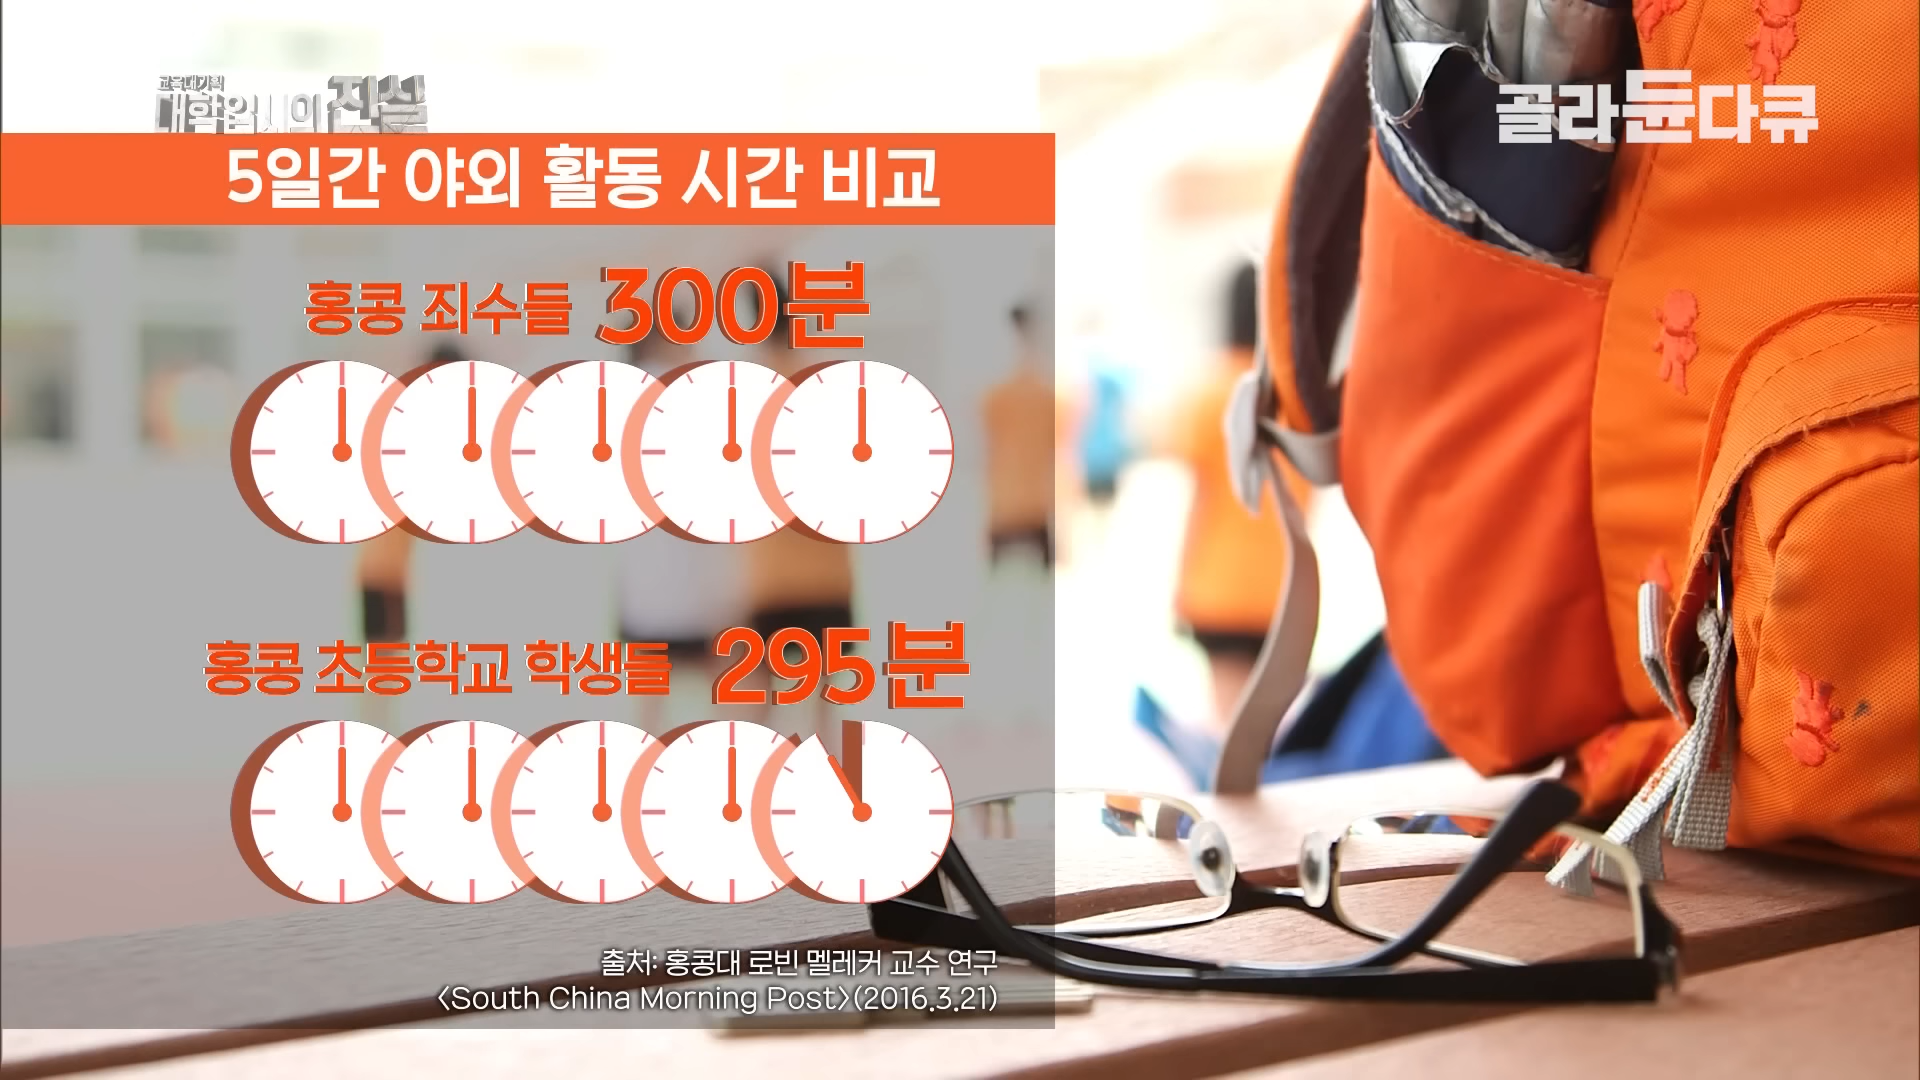 교육대기획
대학입시의 진실
골라듄다큐
5일간 야외 활동 시간 비교
홍콩 죄수들 300분
홍콩 초등학교 학생들 295분
출처: 홍콩대 로빈 멜레커 교수 연구
<South China Morning Post>(2016.3.21)